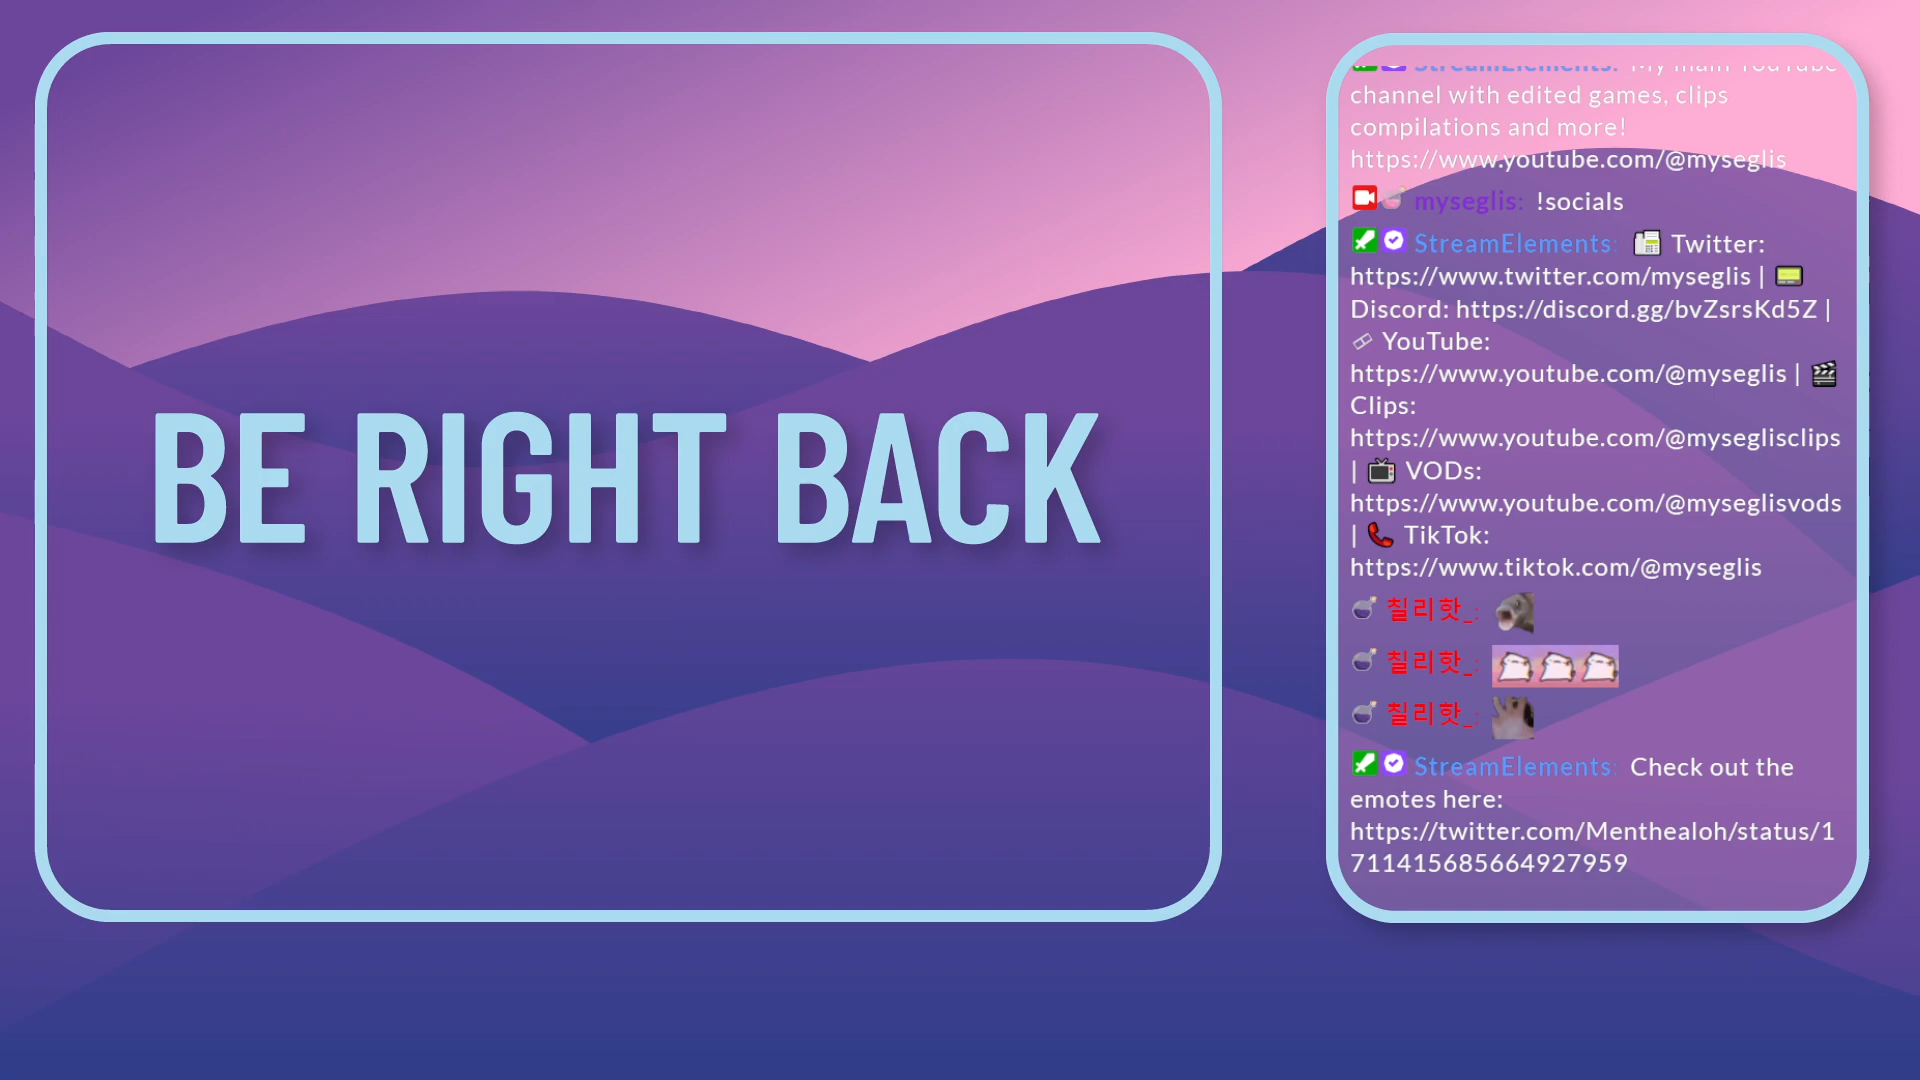 BE RIGHT BACK
StreamElements: My main YouTube
channel with edited games, clips
compilations and more!
https://www.youtube.com/@myseglis
myseglis: !socials
StreamElements: Twitter:
https://www.twitter.com/myseglis |
Discord: https://discord.gg/bvZsrsKd5Z |
YouTube:
https://www.youtube.com/@myseglis |
Clips:
https://www.youtube.com/@myseglisclips
| VODs:
https://www.youtube.com/@myseglisvods
| TikTok:
https://www.tiktok.com/@myseglis
칠리핫_:
칠리핫_:
칠리핫_:
StreamElements: Check out the
emotes here:
https://twitter.com/Menthealoh/status/1
711415685664927959